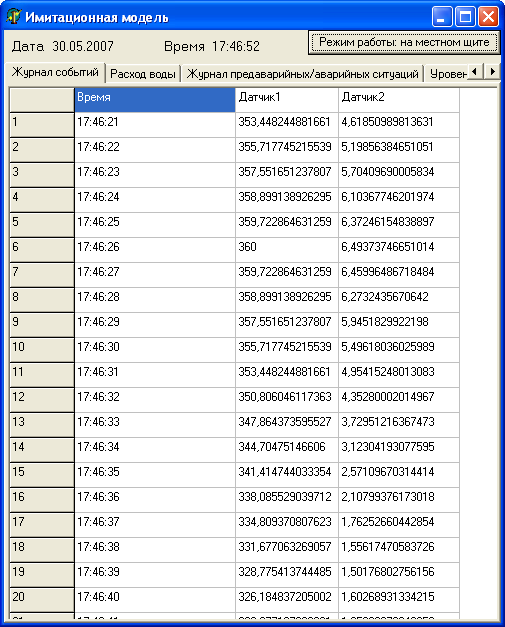 Имитационная модель
Дата 30.05.2007 Время 17:46:52 Режим работы: на местном щите
Журнал событий Расход воды Журнал предаварийных/аварийных ситуаций Уровен
Время Датчик1 Датчик2
1 17:46:21 353,448244881661 4,61850989813631
2 17:46:22 355,717745215539 5,19856384651051
3 17:46:23 357,551651237807 5,70409690005834
4 17:46:24 358,899138926295 6,10367746201974
5 17:46:25 359,722864631259 6,37246154838897
6 17:46:26 360 6,49373746651014
7 17:46:27 359,722864631259 6,45996486718484
8 17:46:28 358,899138926295 6,2732435670642
9 17:46:29 357,551651237807 5,9451829922198
10 17:46:30 355,717745215539 5,49618036025989
11 17:46:31 353,448244881661 4,95415248013083
12 17:46:32 350,806046117363 4,35280002014967
13 17:46:33 347,864373595527 3,72951216367473
14 17:46:34 344,70475146606 3,12304193077595
15 17:46:35 341,414744033354 2,57109670314414
16 17:46:36 338,085529039712 2,10799376173018
17 17:46:37 334,809370807623 1,76252660442854
18 17:46:38 331,677063269057 1,55617470583726
19 17:46:39 328,775413744485 1,50176802756156
20 17:46:40 326,184837205002 1,60268931334215